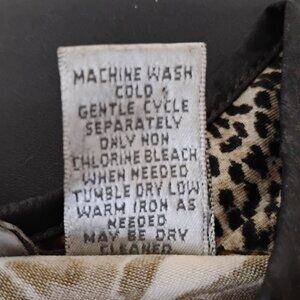 MACHINE WASH
COLD
GENTLE CYCLE
SEPARATELY
ONLY NON
CHLORINE BLEACH
WHEN NEEDED
TUMBLE DRY LOW
WARM IRON AS
NEEDED
MAY BE DRY
CLEANED